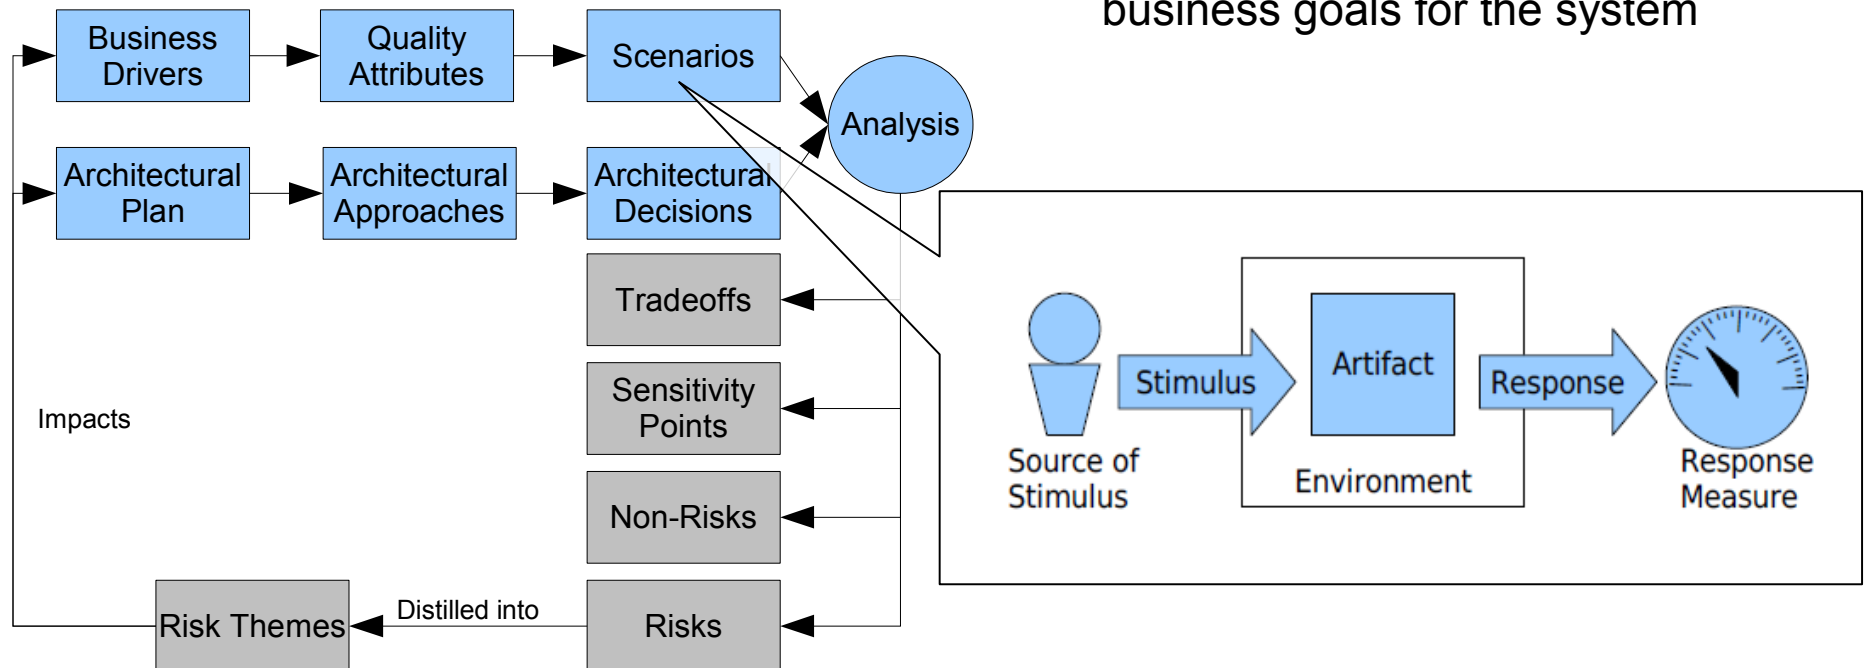 business goals for the system
Business
Drivers
Quality
Attributes
Scenarios
Analysis
Architectural
Plan
Architectural
Approaches
Architectural
Decisions
Tradeoffs
Sensitivity
Points
Non-Risks
Risks
Distilled into
Risk Themes
Impacts
Source of
Stimulus
Stimulus
Artifact
Environment
Response
Response
Measure